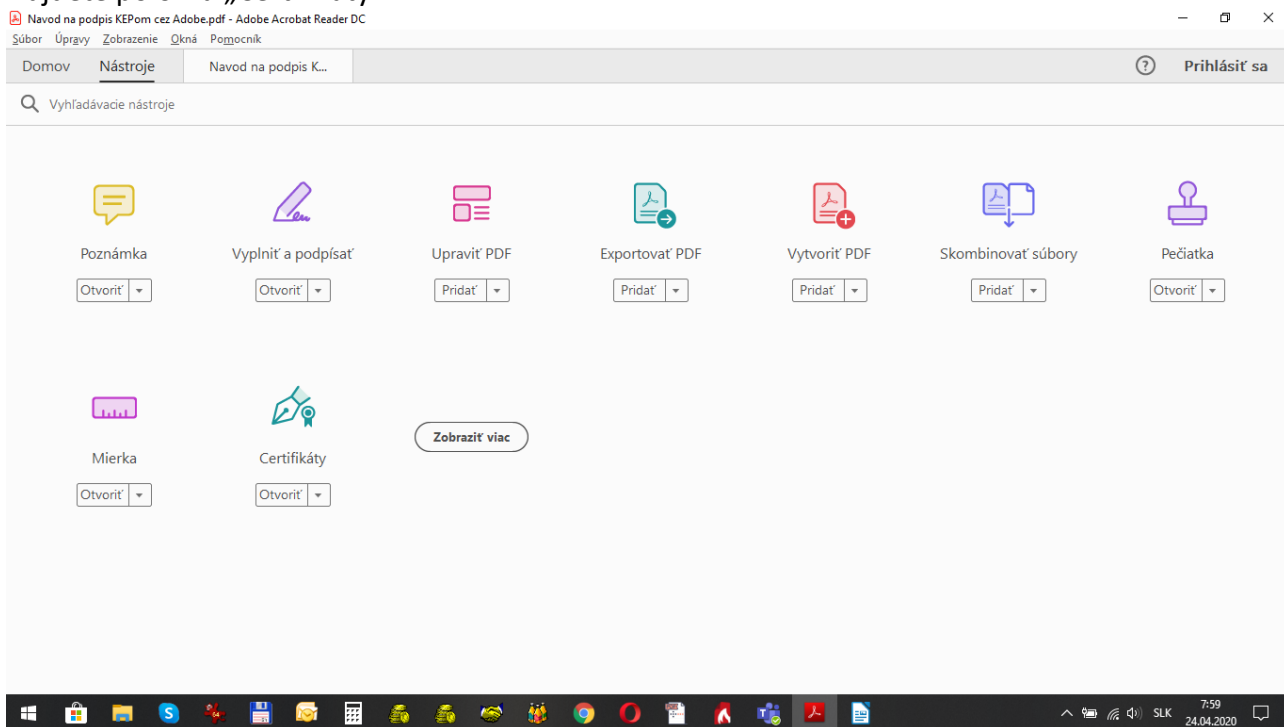 Navod na podpis KEPom cez Adobe.pdf - Adobe Acrobat Reader DC
Súbor Úpravy Zobrazenie Okná Pomocník
Domov Nástroje Navod na podpis K... Prihlásiť sa
Vyhľadávacie nástroje
Poznámka Vyplniť a podpísať Upraviť PDF Exportovať PDF Vytvoriť PDF Skombinovať súbory Pečiatka
Otvoriť Otvoriť Pridať Pridať Pridať Pridať Otvoriť
Zobraziť viac
Mierka Certifikáty
Otvoriť Otvoriť
SLK 7:59
24.04.2020